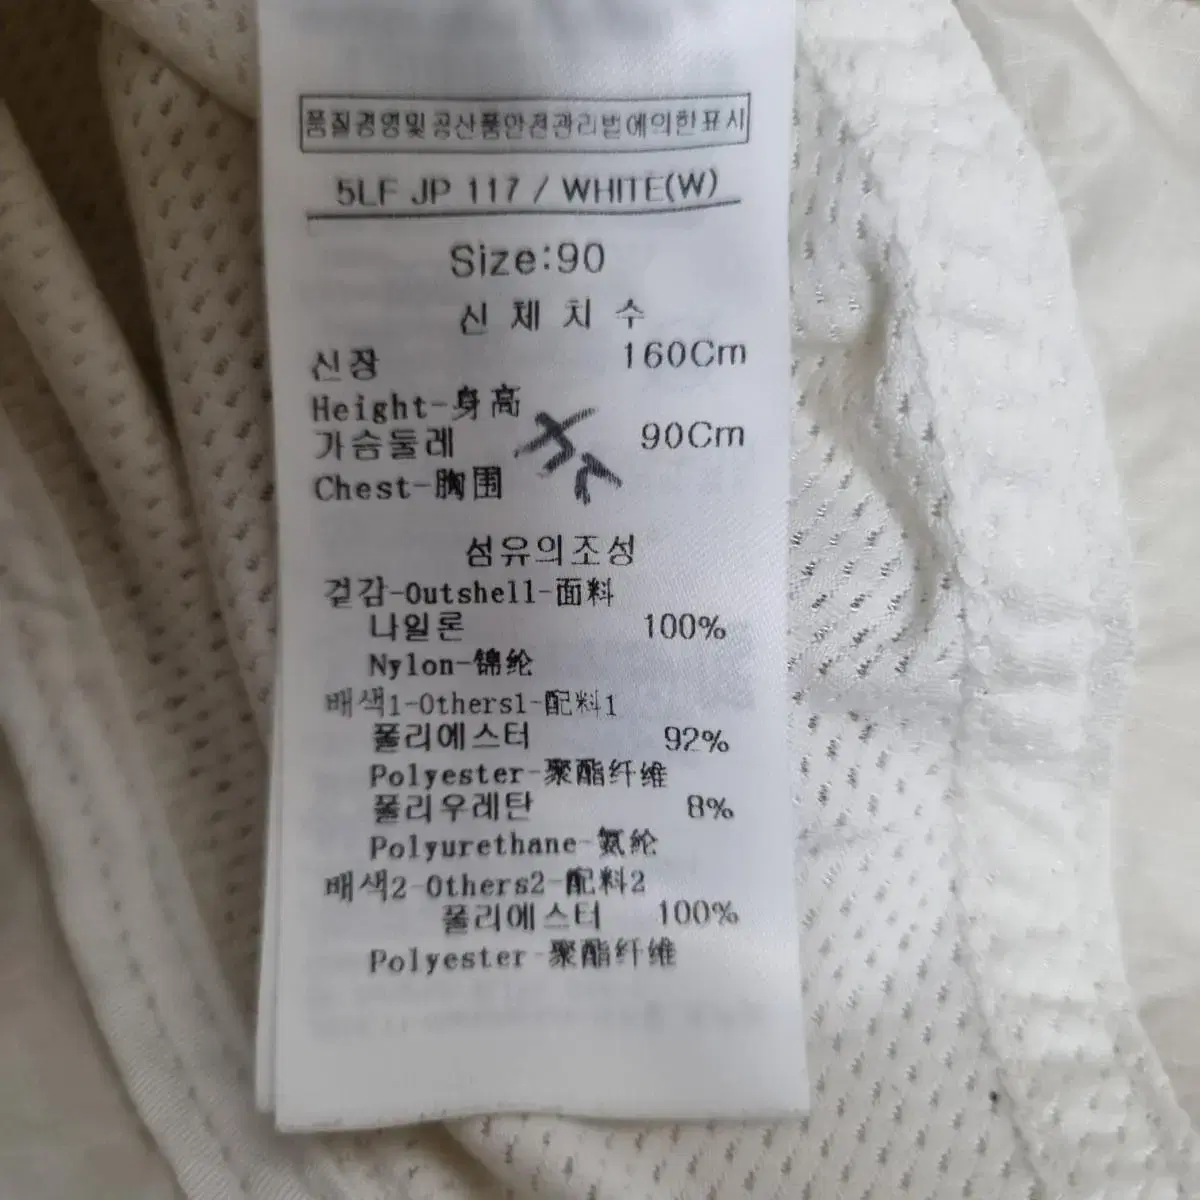 품질경영및공산품안전관리법에의한표시
5LF JP 117 / WHITE(W)
Size:90
신 체 치 수
신장 160Cm
Height-身高
가슴둘레 90Cm
Chest-胸围
섬유의조성
겉감-Outshell-面料
나일론 100%
Nylon-锦纶
배색1-Others1-配料1
폴리에스터 92%
Polyester-聚酯纤维
폴리우레탄 8%
Polyurethane-氨纶
배색2-Others2-配料2
폴리에스터 100%
Polyester-聚酯纤维